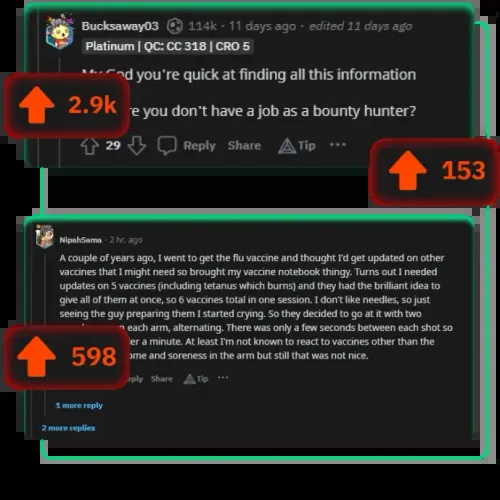 Bucksaway03 114k · 11 days ago · edited 11 days ago
Platinum | QC: CC 318 | CRO 5
My God you're quick at finding all this information
2.9k
re you don't have a job as a bounty hunter?
29 Reply Share Tip ...
153
NipahSama · 2 hr. ago
A couple of years ago, I went to get the flu vaccine and thought I'd get updated on other
vaccines that I might need so brought my vaccine notebook thingy. Turns out I needed
updates on 5 vaccines (including tetanus which burns) and they had the brilliant idea to
give all of them at once, so 6 vaccines total in one session. I don't like needles, so just
seeing the guy preparing them I started crying. So they decided to go at it with two
on each arm, alternating. There was only a few seconds between each shot so
er a minute. At least I'm not known to react to vaccines other than the
598
ome and soreness in the arm but still that was not nice.
ply Share Tip ...
1 more reply
2 more replies